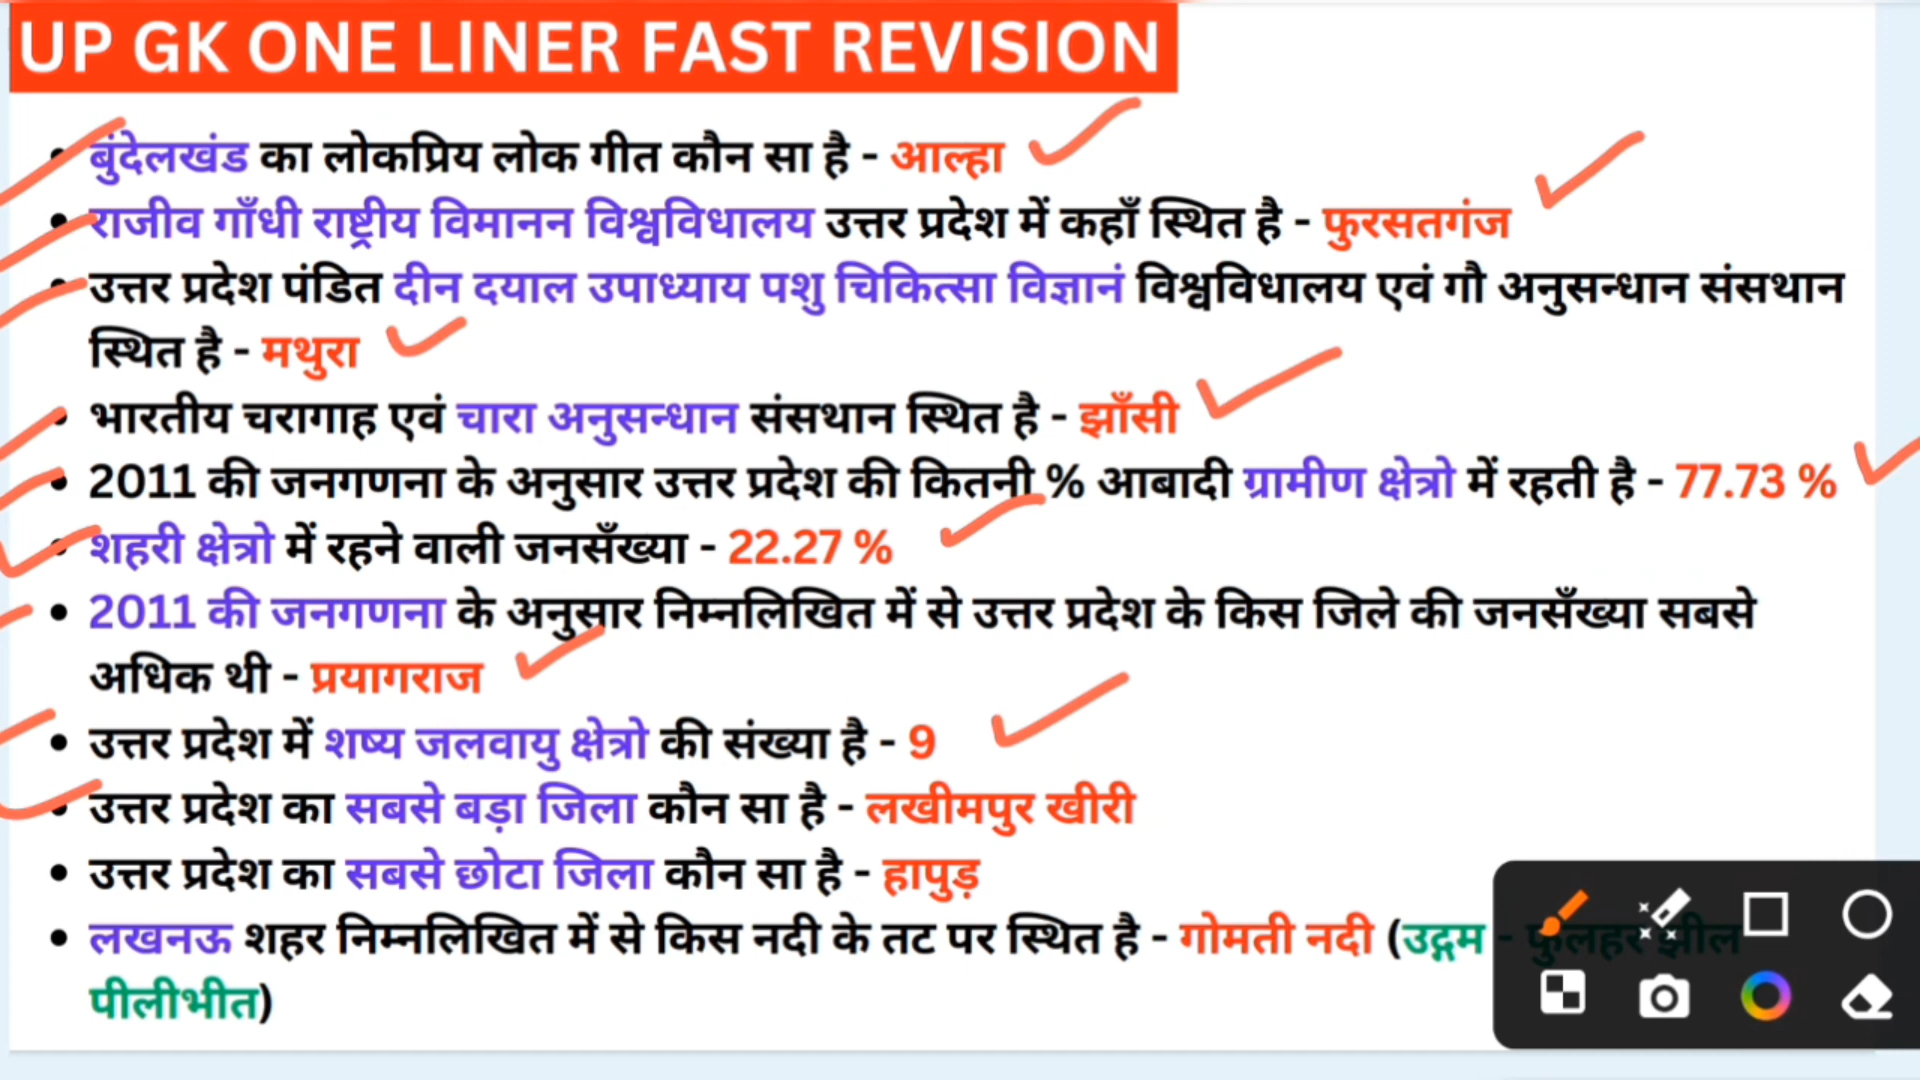 UP GK ONE LINER FAST REVISION
• बुंदेलखंड का लोकप्रिय लोक गीत कौन सा है - आल्हा
• राजीव गाँधी राष्ट्रीय विमानन विश्वविधालय उत्तर प्रदेश में कहाँ स्थित है - फुरसतगंज
• उत्तर प्रदेश पंडित दीन दयाल उपाध्याय पशु चिकित्सा विज्ञानं विश्वविधालय एवं गौ अनुसन्धान संसथान
स्थित है - मथुरा
• भारतीय चरागाह एवं चारा अनुसन्धान संसथान स्थित है - झाँसी
• 2011 की जनगणना के अनुसार उत्तर प्रदेश की कितनी % आबादी ग्रामीण क्षेत्रो में रहती है - 77.73 %
• शहरी क्षेत्रो में रहने वाली जनसँख्या - 22.27 %
• 2011 की जनगणना के अनुसार निम्नलिखित में से उत्तर प्रदेश के किस जिले की जनसँख्या सबसे
अधिक थी - प्रयागराज
• उत्तर प्रदेश में शष्य जलवायु क्षेत्रो की संख्या है - 9
• उत्तर प्रदेश का सबसे बड़ा जिला कौन सा है - लखीमपुर खीरी
• उत्तर प्रदेश का सबसे छोटा जिला कौन सा है - हापुड़
• लखनऊ शहर निम्नलिखित में से किस नदी के तट पर स्थित है - गोमती नदी (उद्गम - फुलहर झील
पीलीभीत)